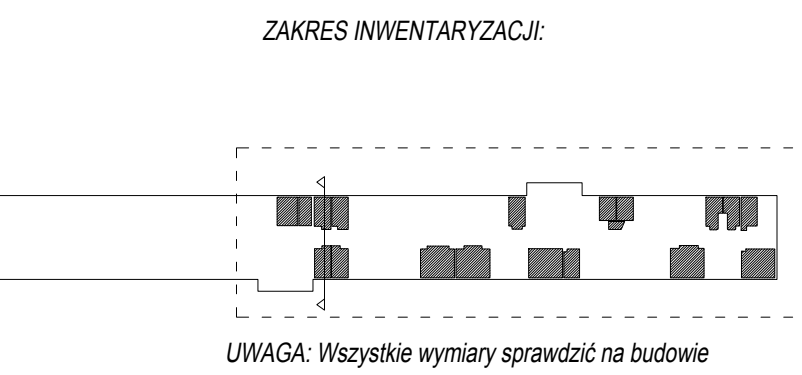 ZAKRES INWENTARYZACJI:
UWAGA: Wszystkie wymiary sprawdzić na budowie